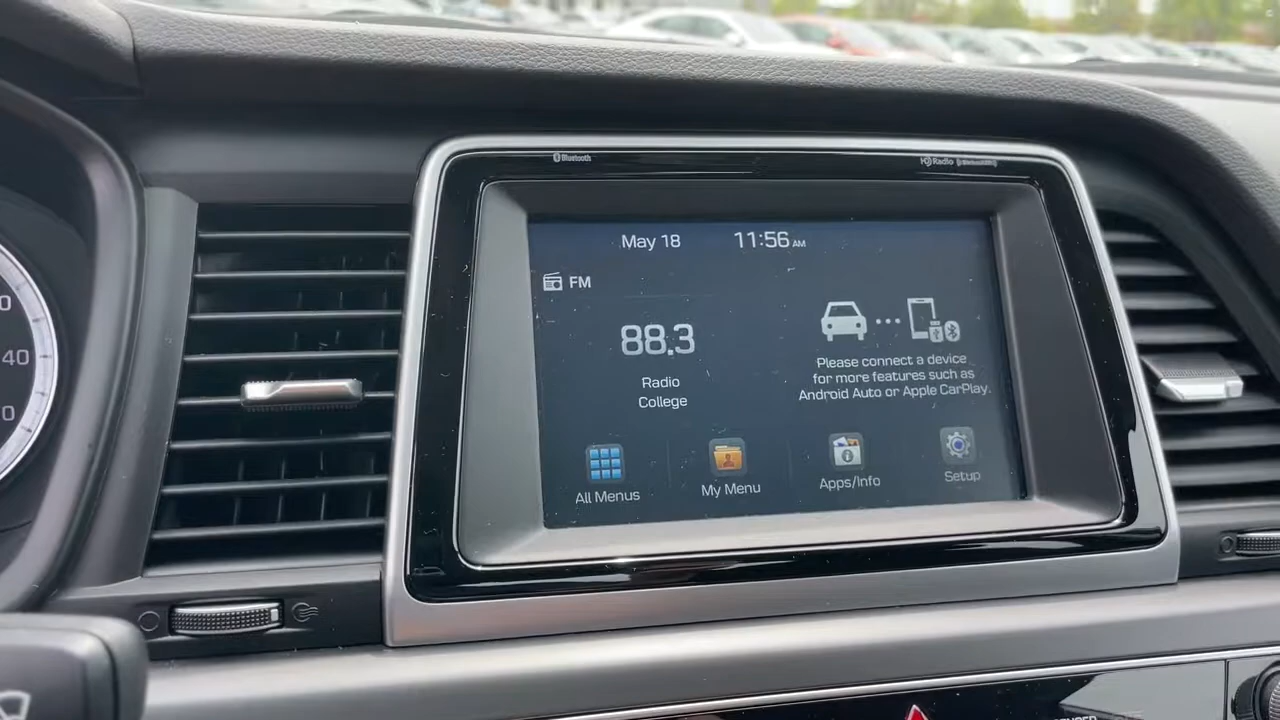 Bluetooth
HD Radio
May 18
11:56 AM
FM
88.3
Radio
College
Please connect a device
for more features such as
Android Auto or Apple CarPlay.
All Menus
My Menu
Apps/Info
Setup
40